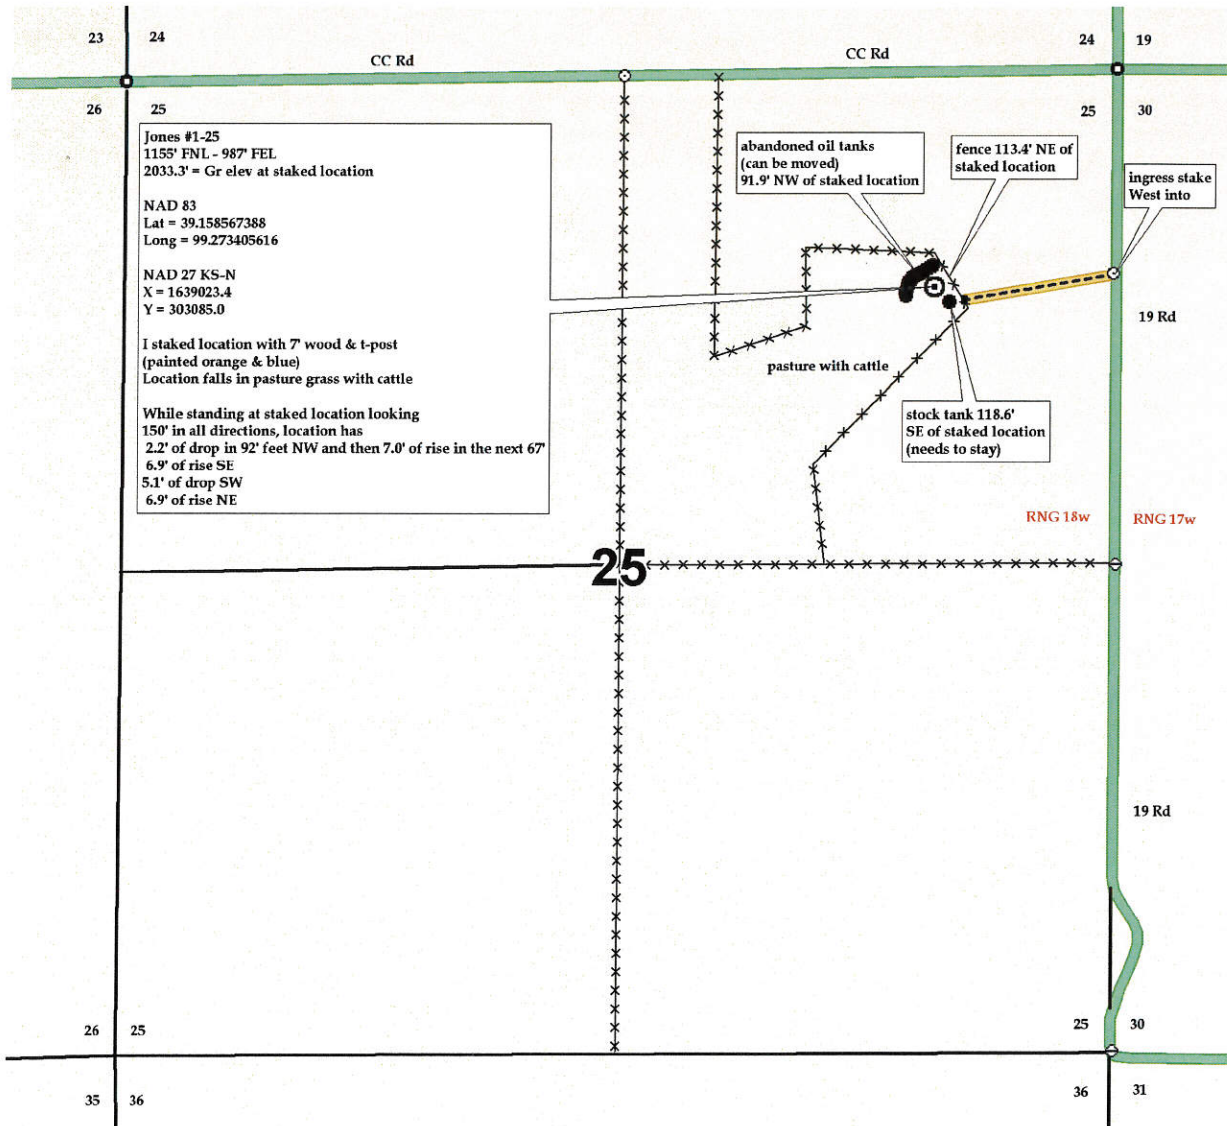 23 24
24 19
CC Rd
CC Rd
26 25
25 30
Jones #1-25
1155' FNL - 987' FEL
2033.3' = Gr elev at staked location
NAD 83
Lat = 39.158567388
Long = 99.273405616
NAD 27 KS-N
X = 1639023.4
Y = 303085.0
I staked location with 7' wood & t-post
(painted orange & blue)
Location falls in pasture grass with cattle
While standing at staked location looking
150' in all directions, location has
2.2' of drop in 92' feet NW and then 7.0' of rise in the next 67'
6.9' of rise SE
5.1' of drop SW
6.9' of rise NE
abandoned oil tanks
(can be moved)
91.9' NW of staked location
fence 113.4' NE of
staked location
ingress stake
West into
19 Rd
pasture with cattle
stock tank 118.6'
SE of staked location
(needs to stay)
RNG 18w
RNG 17w
25
19 Rd
26 25
25 30
35 36
36 31